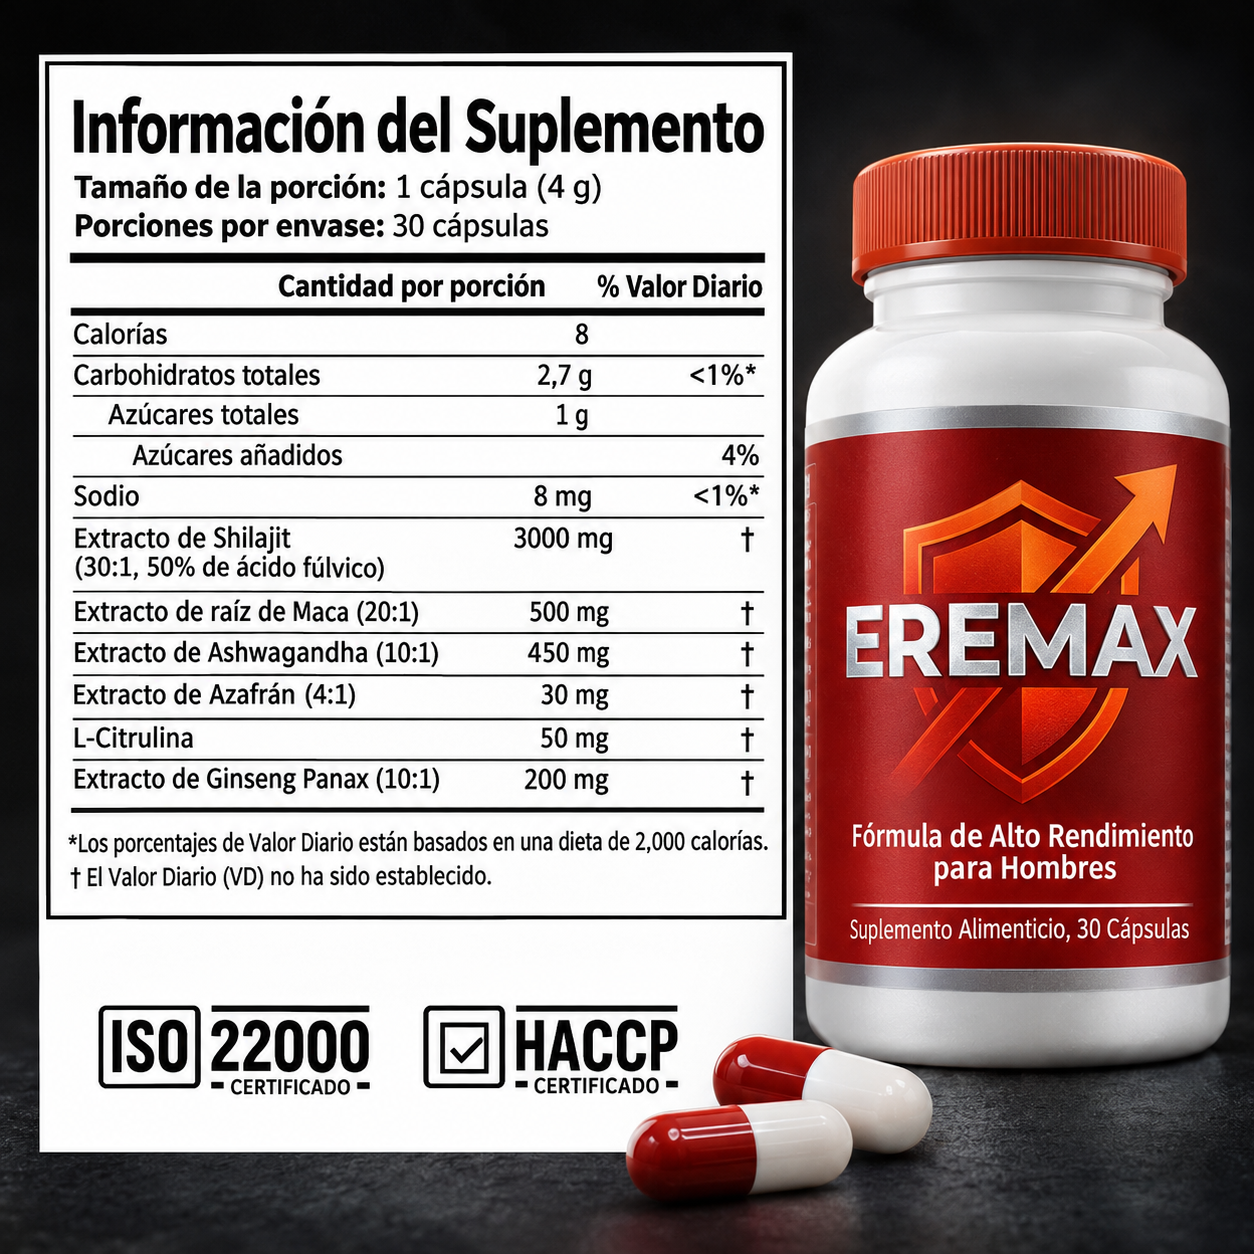 Información del Suplemento
Tamaño de la porción: 1 cápsula (4 g)
Porciones por envase: 30 cápsulas
Cantidad por porción % Valor Diario
Calorías 8
Carbohidratos totales 2,7 g <1%*
Azúcares totales 1 g
Azúcares añadidos 4%
Sodio 8 mg <1%*
Extracto de Shilajit 3000 mg †
(30:1, 50% de ácido fúlvico)
Extracto de raíz de Maca (20:1) 500 mg †
Extracto de Ashwagandha (10:1) 450 mg †
Extracto de Azafrán (4:1) 30 mg †
L-Citrulina 50 mg †
Extracto de Ginseng Panax (10:1) 200 mg †
*Los porcentajes de Valor Diario están basados en una dieta de 2,000 calorías.
† El Valor Diario (VD) no ha sido establecido.
ISO 22000
CERTIFICADO
HACCP
CERTIFICADO
EREMAX
Fórmula de Alto Rendimiento
para Hombres
Suplemento Alimenticio, 30 Cápsulas